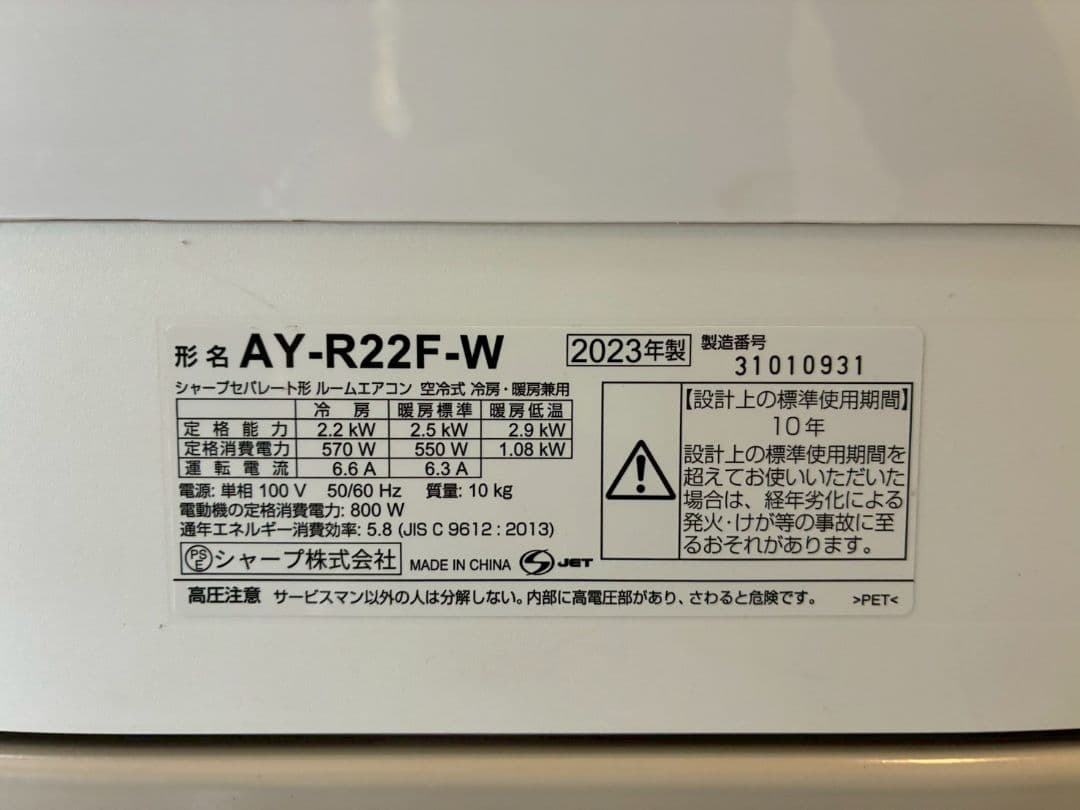 形名 AY-R22F-W 2023年製 製造番号 31010931
シャープセパレート形 ルームエアコン 空冷式 冷房・暖房兼用
冷房 暖房標準 暖房低温
定格能力 2.2 kW 2.5 kW 2.9 kW
定格消費電力 570 W 550 W 1.08 kW
運転電流 6.6 A 6.3 A
電源: 単相 100 V 50/60 Hz 質量: 10 kg
電動機の定格消費電力: 800 W
通年エネルギー消費効率: 5.8 (JIS C 9612 : 2013)
PSE シャープ株式会社 MADE IN CHINA S JET
【設計上の標準使用期間】
10年
設計上の標準使用期間を
超えてお使いいただいた
場合は、経年劣化による
発火・けが等の事故に至
るおそれがあります。
高圧注意 サービスマン以外の人は分解しない。内部に高電圧部があり、さわると危険です。 >PET<